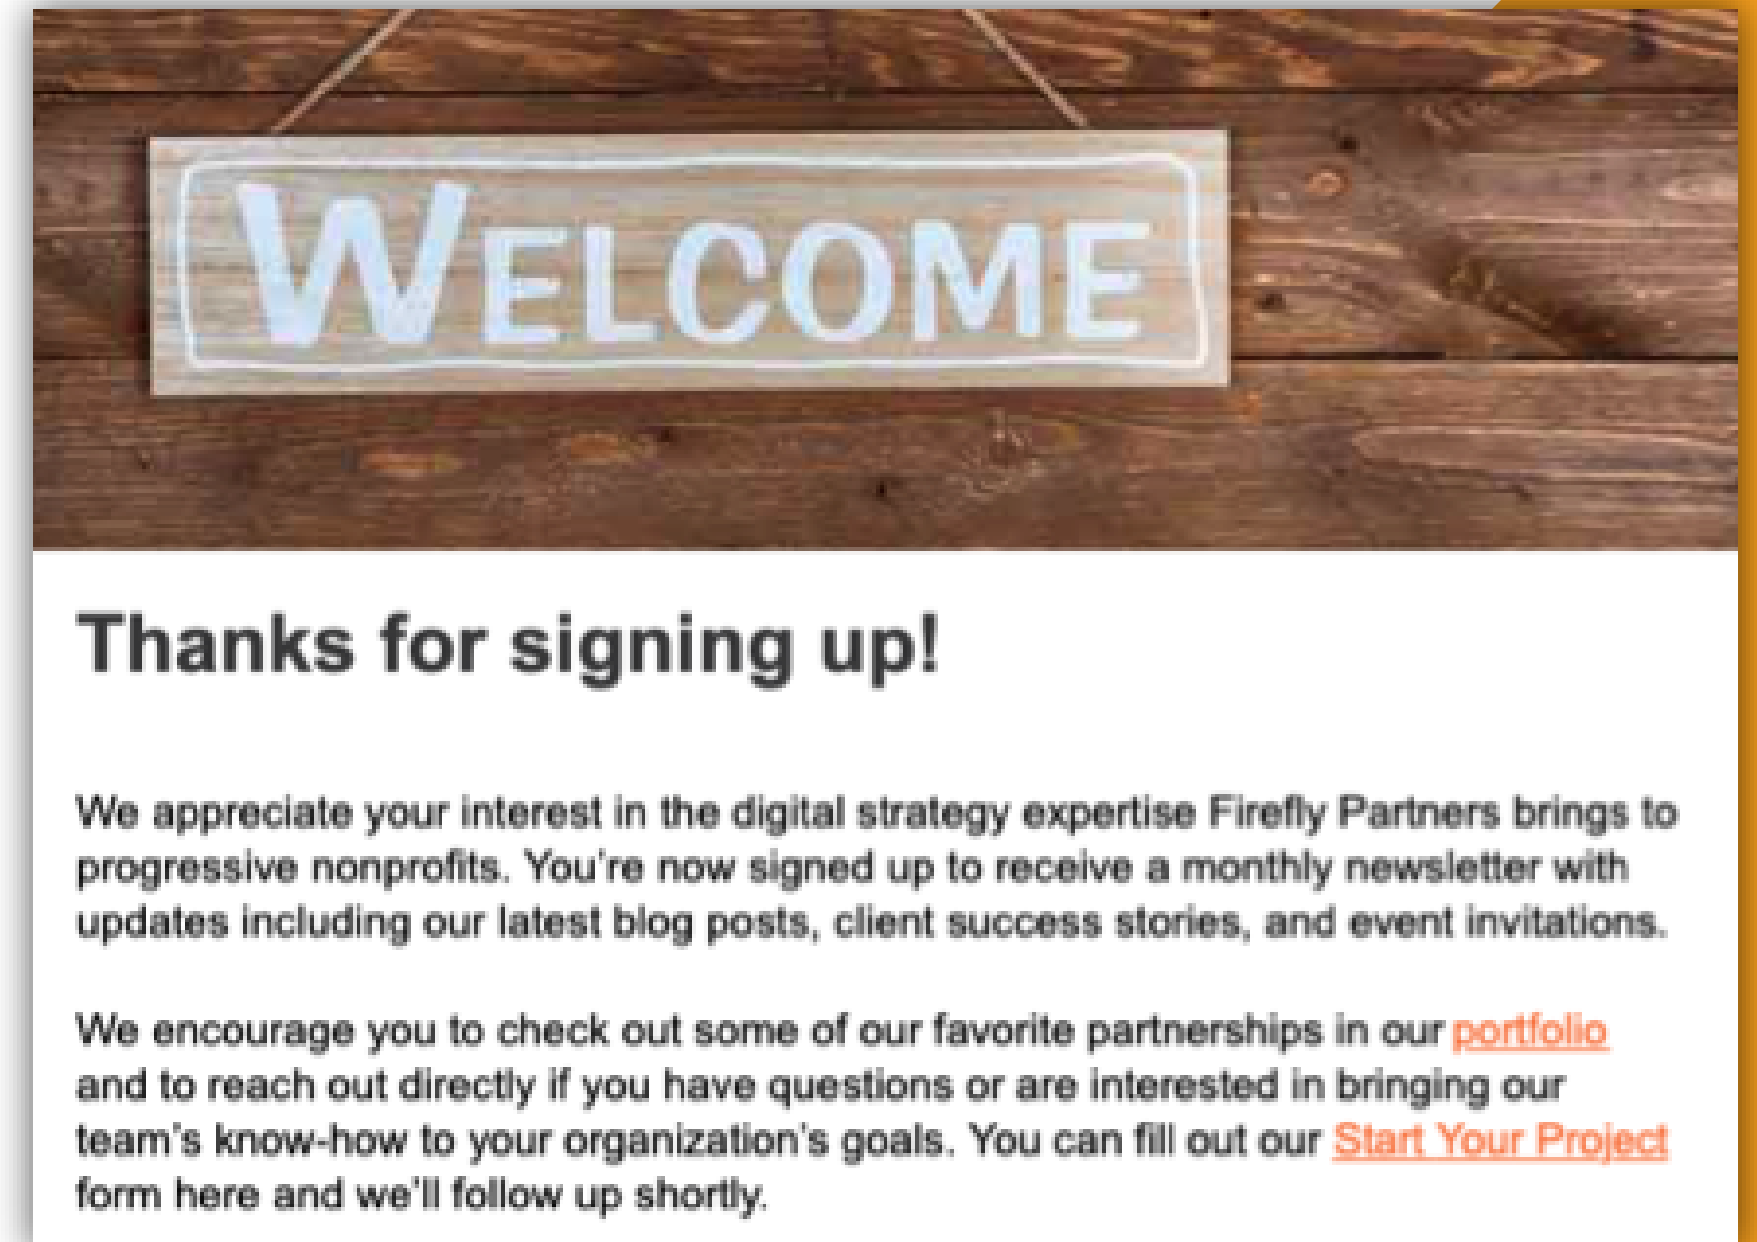 WELCOME
Thanks for signing up!
We appreciate your interest in the digital strategy expertise Firefly Partners brings to
progressive nonprofits. You're now signed up to receive a monthly newsletter with
updates including our latest blog posts, client success stories, and event invitations.
We encourage you to check out some of our favorite partnerships in our portfolio
and to reach out directly if you have questions or are interested in bringing our
team's know-how to your organization's goals. You can fill out our Start Your Project
form here and we'll follow up shortly.